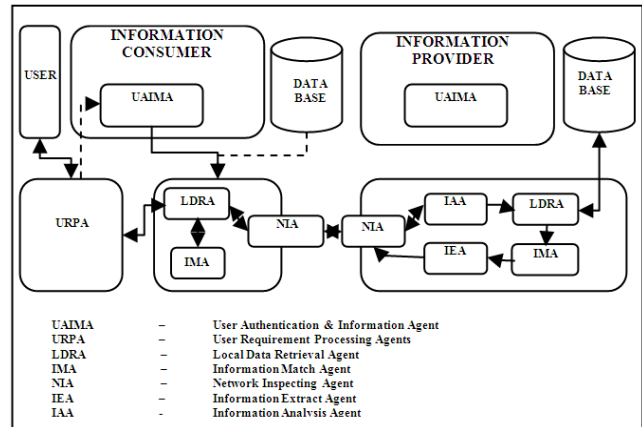 USER
INFORMATION
CONSUMER
UAIMA
DATA
BASE
INFORMATION
PROVIDER
UAIMA
DATA
BASE
URPA
LDRA
IMA
NIA
NIA
IAA
LDRA
IEA
IMA
UAIMA – User Authentication & Information Agent
URPA – User Requirement Processing Agents
LDRA – Local Data Retrieval Agent
IMA – Information Match Agent
NIA – Network Inspecting Agent
IEA – Information Extract Agent
IAA - Information Analysis Agent